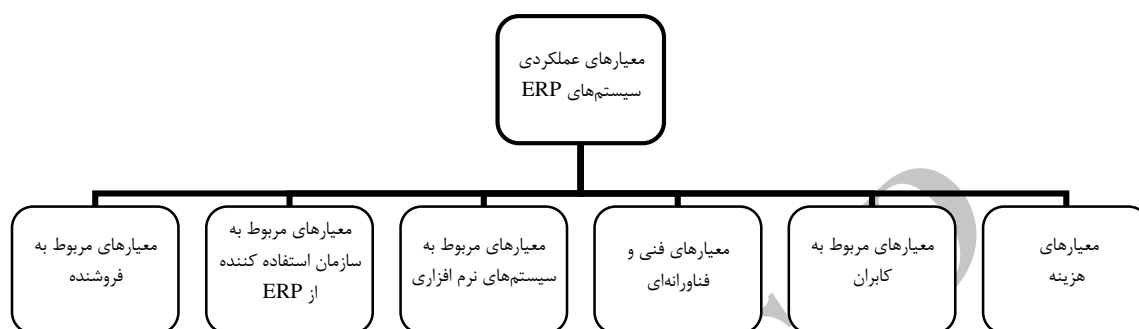 معیارهای عملکردی
سیستم‌های ERP
معیارهای
هزینه
معیارهای مربوط به
کابران
معیارهای فنی و
فناورانه‌ای
معیارهای مربوط به
سیستم‌های نرم افزاری
معیارهای مربوط به
سازمان استفاده کننده
از ERP
معیارهای مربوط به
فروشنده